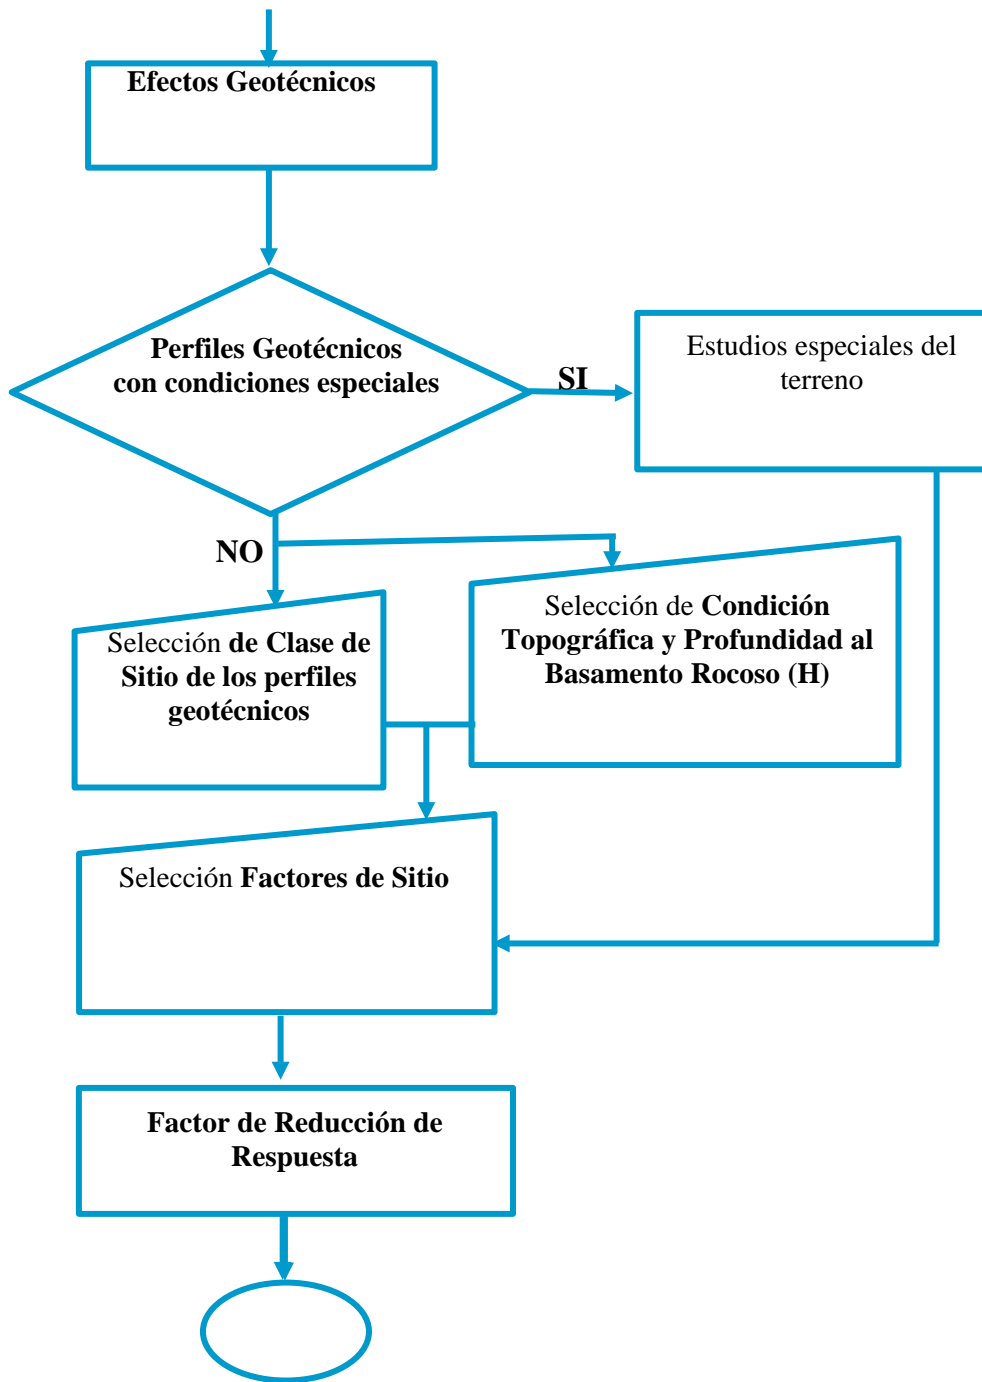 Efectos Geotécnicos
Perfiles Geotécnicos
con condiciones especiales
SI
Estudios especiales del
terreno
NO
Selección de Clase de
Sitio de los perfiles
geotécnicos
Selección de Condición
Topográfica y Profundidad al
Basamento Rocoso (H)
Selección Factores de Sitio
Factor de Reducción de
Respuesta